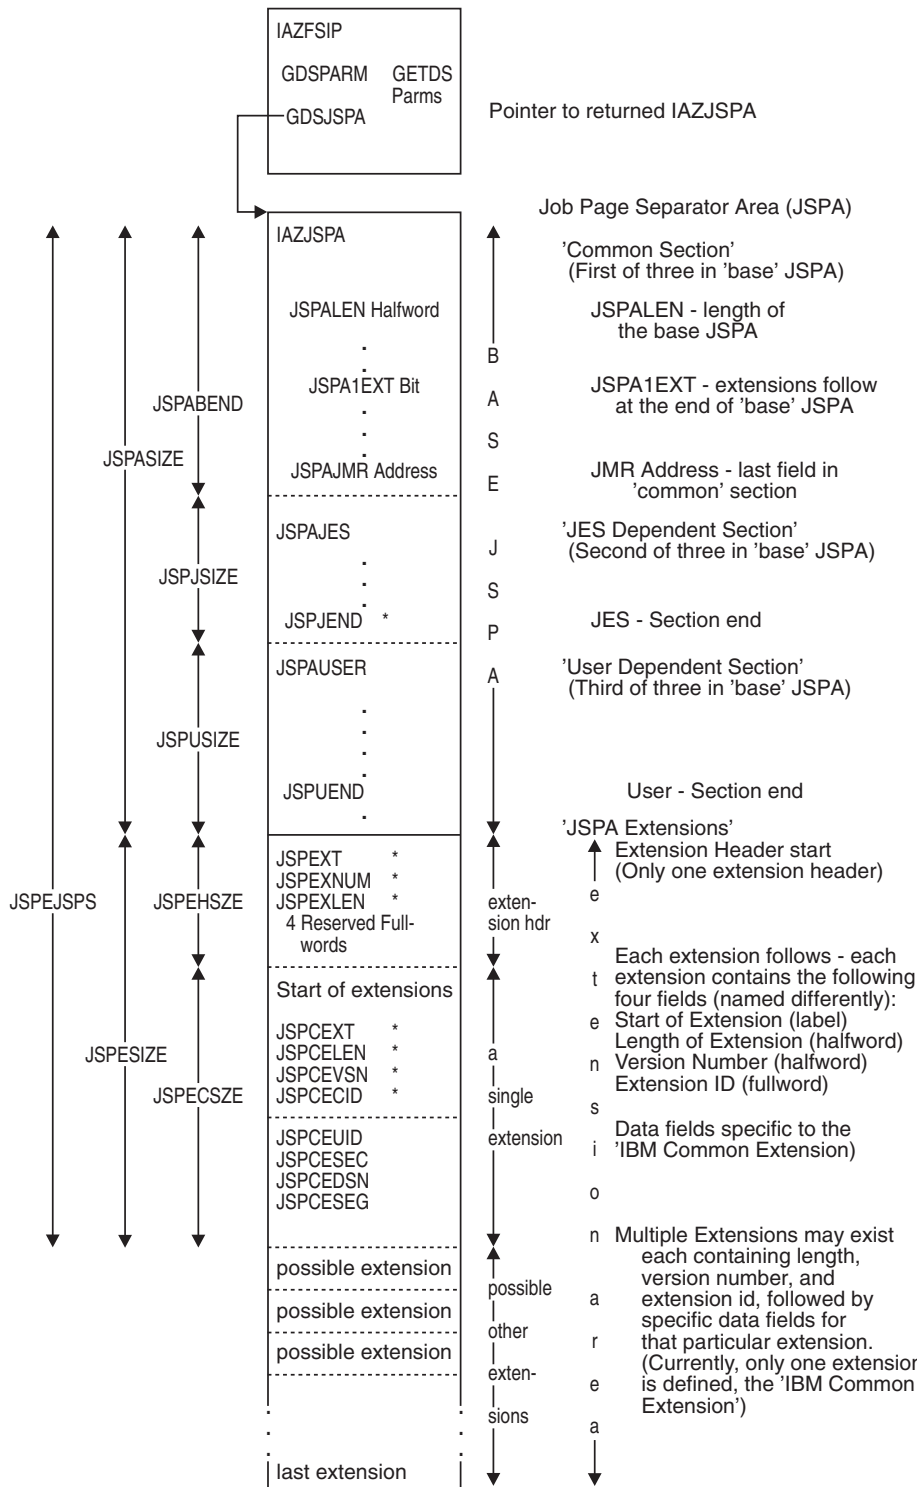 IAZFSIP
GDSPARM GETDS
Parms
GDSJSPA
Pointer to returned IAZJSPA
Job Page Separator Area (JSPA)
IAZJSPA
'Common Section'
(First of three in 'base' JSPA)
JSPALEN Halfword
JSPALEN - length of
the base JSPA
JSPA1EXT Bit
JSPA1EXT - extensions follow
at the end of 'base' JSPA
JSPABEND
JSPASIZE
JSPAJMR Address
JMR Address - last field in
'common' section
B
A
S
E
J
S
P
A
JSPAJES
'JES Dependent Section'
(Second of three in 'base' JSPA)
JSPJSIZE
JSPJEND *
JES - Section end
JSPAUSER
'User Dependent Section'
(Third of three in 'base' JSPA)
JSPUSIZE
JSPUEND
User - Section end
'JSPA Extensions'
Extension Header start
(Only one extension header)
JSPEJSPS
JSPEHSZE
JSPEXT *
JSPEXNUM *
JSPEXLEN *
4 Reserved Full-
words
exten-
sion hdr
Each extension follows - each
extension contains the following
four fields (named differently):
Start of Extension (label)
Length of Extension (halfword)
Version Number (halfword)
Extension ID (fullword)
Start of extensions
JSPCEXT *
JSPCELEN *
JSPCEVSN *
JSPCECID *
JSPESIZE
JSPECSZE
a
single
extension
JSPCEUID
JSPCESEC
JSPCEDSN
JSPCESEG
Data fields specific to the
'IBM Common Extension)
e
x
t
e
n
s
i
o
n
a
r
e
a
possible extension
possible extension
possible extension
possible
other
exten-
sions
Multiple Extensions may exist
each containing length,
version number, and
extension id, followed by
specific data fields for
that particular extension.
(Currently, only one extension
is defined, the 'IBM Common
Extension')
last extension